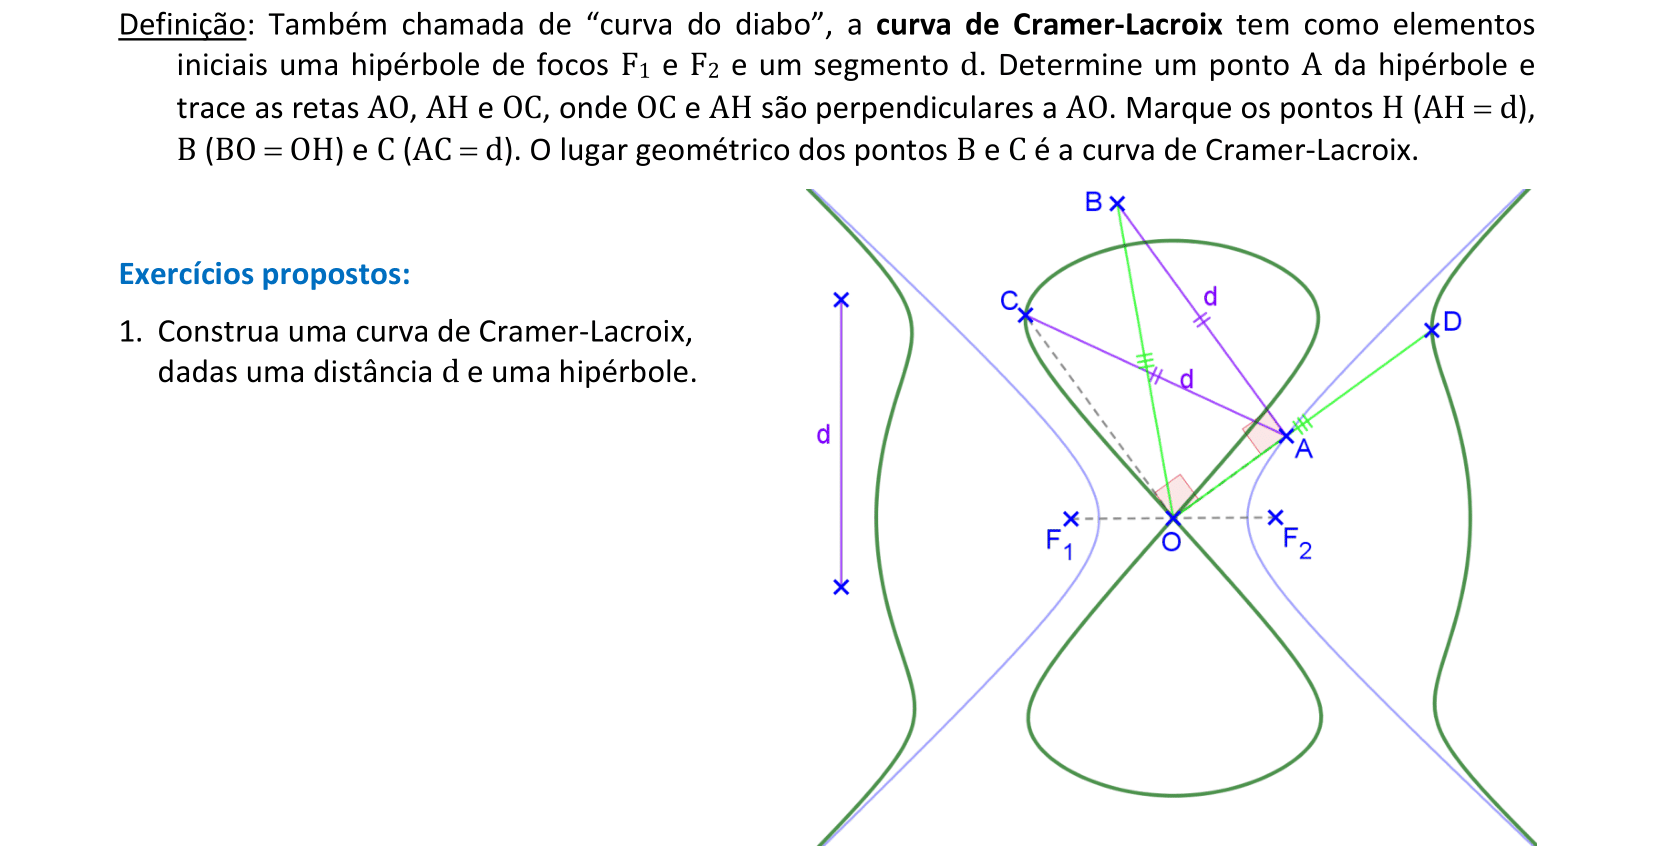 Definição: Também chamada de “curva do diabo”, a curva de Cramer-Lacroix tem como elementos
iniciais uma hipérbole de focos F₁ e F₂ e um segmento d. Determine um ponto A da hipérbole e
trace as retas AO, AH e OC, onde OC e AH são perpendiculares a AO. Marque os pontos H (AH = d),
B (BO = OH) e C (AC = d). O lugar geométrico dos pontos B e C é a curva de Cramer-Lacroix.
B
Exercícios propostos:
C
d
D
1. Construa uma curva de Cramer-Lacroix,
dadas uma distância d e uma hipérbole.
d
d
A
F₁
O
F₂